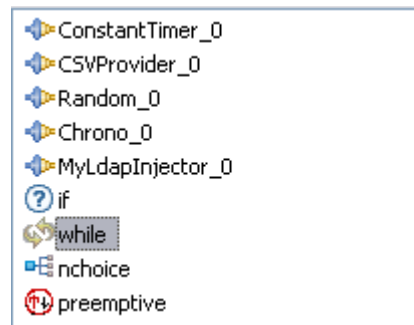 ConstantTimer_0
CSVProvider_0
Random_0
Chrono_0
MyLdapInjector_0
if
while
nchoice
preemptive